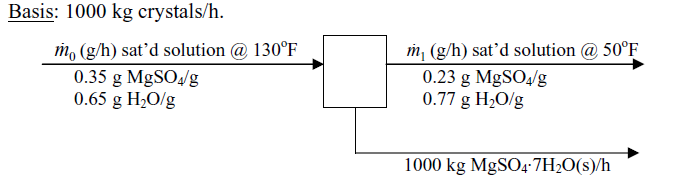 Basis: 1000 kg crystals/h.
ṁ₀ (g/h) sat'd solution @ 130°F
0.35 g MgSO₄/g
0.65 g H₂O/g
ṁ₁ (g/h) sat'd solution @ 50°F
0.23 g MgSO₄/g
0.77 g H₂O/g
1000 kg MgSO₄·7H₂O(s)/h